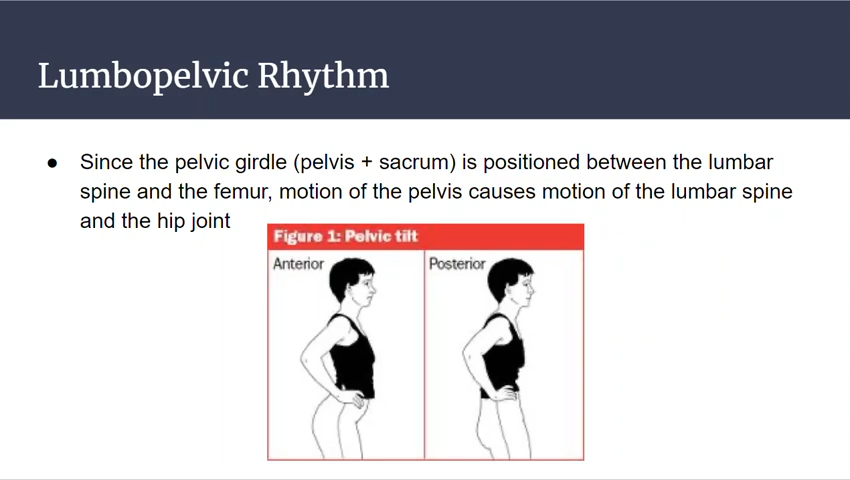 Lumbopelvic Rhythm
● Since the pelvic girdle (pelvis + sacrum) is positioned between the lumbar
spine and the femur, motion of the pelvis causes motion of the lumbar spine
and the hip joint
Figure 1: Pelvic tilt
Anterior
Posterior